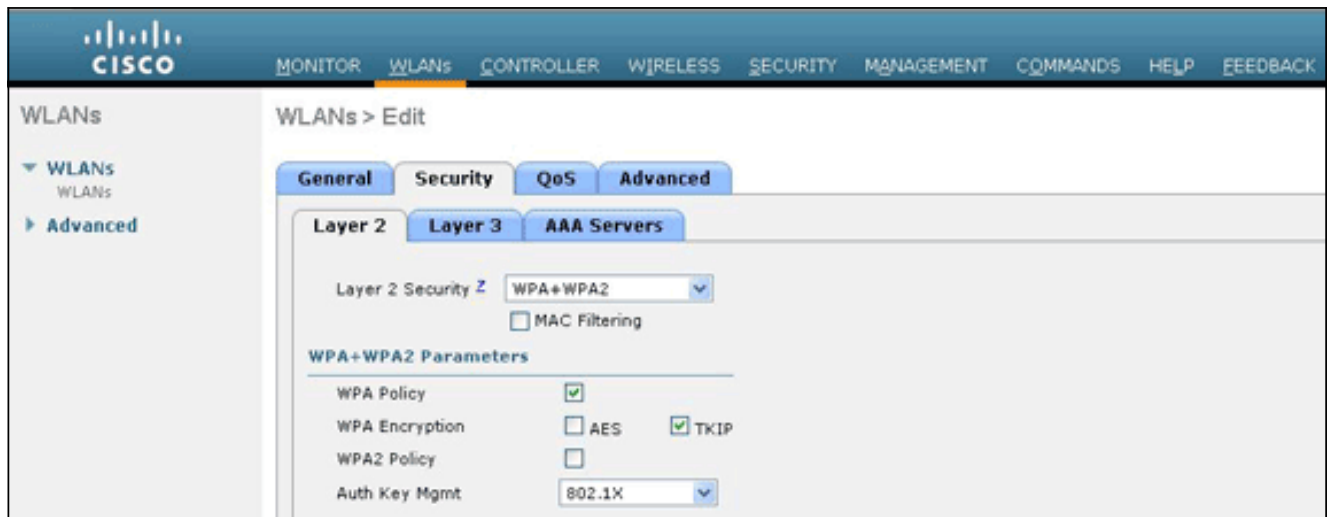 CISCO
MONITOR WLANs CONTROLLER WIRELESS SECURITY MANAGEMENT COMMANDS HELP FEEDBACK
WLANs
WLANs > Edit
WLANs
WLANs
Advanced
General Security QoS Advanced
Layer 2 Layer 3 AAA Servers
Layer 2 Security Z WPA+WPA2
MAC Filtering
WPA+WPA2 Parameters
WPA Policy
WPA Encryption AES TKIP
WPA2 Policy
Auth Key Mgmt 802.1X